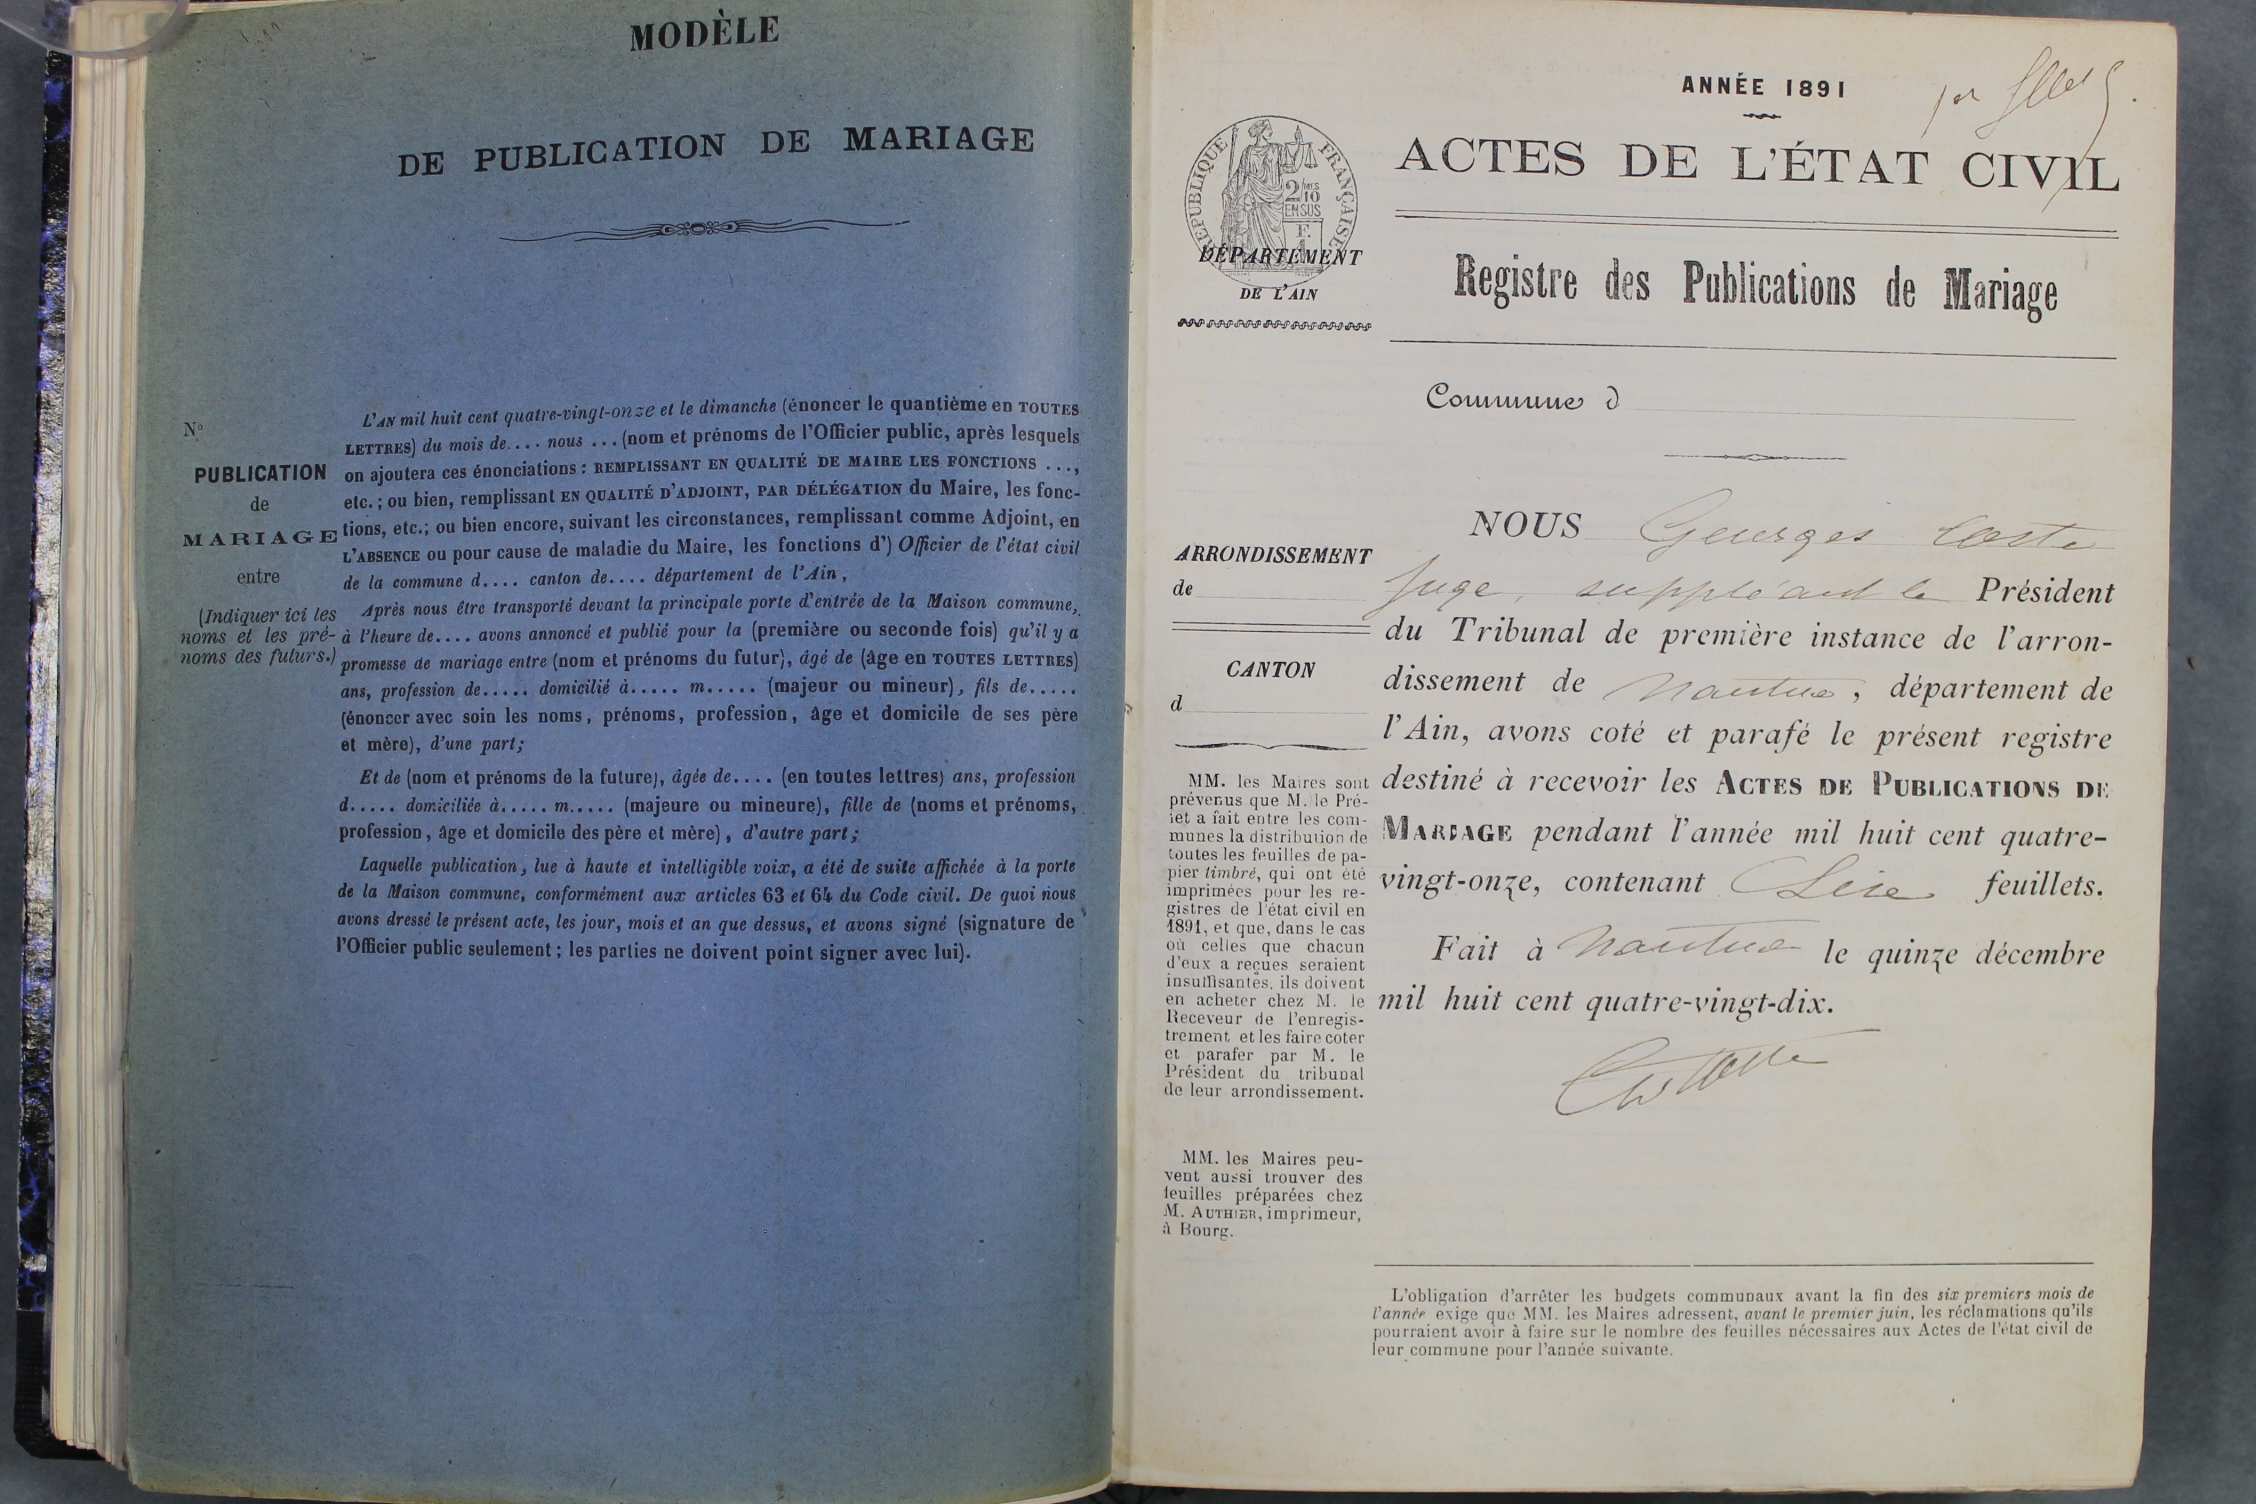 MODÈLE
DE PUBLICATION DE MARIAGE
N°
PUBLICATION
de
MARIAGE
entre
(Indiquer ici les
noms et les pré-
noms des futurs.)
L'AN mil huit cent quatre-vingt-onze et le dimanche (énoncer le quantième en TOUTES
LETTRES) du mois de.... nous ... (nom et prénoms de l'Officier public, après lesquels
on ajoutera ces énonciations : REMPLISSANT EN QUALITÉ DE MAIRE LES FONCTIONS ...,
etc. ; ou bien, remplissant EN QUALITÉ D'ADJOINT, PAR DÉLÉGATION du Maire, les fonc-
tions, etc.; ou bien encore, suivant les circonstances, remplissant comme Adjoint, en
L'ABSENCE ou pour cause de maladie du Maire, les fonctions d') Officier de l'état civil
de la commune d.... canton de.... département de l'Ain,
Après nous être transporté devant la principale porte d'entrée de la Maison commune,
à l'heure de.... avons annoncé et publié pour la (première ou seconde fois) qu'il y a
promesse de mariage entre (nom et prénoms du futur), âgé de (âge en TOUTES LETTRES)
ans, profession de..... domicilié à..... m..... (majeur ou mineur), fils de.....
(énoncer avec soin les noms, prénoms, profession, âge et domicile de ses père
et mère), d'une part;
Et de (nom et prénoms de la future), âgée de.... (en toutes lettres) ans, profession
d..... domiciliée à..... m..... (majeure ou mineure), fille de (noms et prénoms,
profession, âge et domicile des père et mère), d'autre part;
Laquelle publication, lue à haute et intelligible voix, a été de suite affichée à la porte
de la Maison commune, conformément aux articles 63 et 64 du Code civil. De quoi nous
avons dressé le présent acte, les jour, mois et an que dessus, et avons signé (signature de
l'Officier public seulement ; les parties ne doivent point signer avec lui).
ANNÉE 1891
ACTES DE L'ÉTAT CIVIL
RÉPUBLIQUE FRANÇAISE
2/10
EN SUS
DÉPARTEMENT
DE L'AIN
Registre des Publications de Mariage
Commune d
ARRONDISSEMENT
de
CANTON
d
MM. les Maires sont
prévenus que M. le Pré-
fet a fait entre les com-
munes la distribution de
toutes les feuilles de pa-
pier timbré, qui ont été
imprimées pour les re-
gistres de l'état civil en
1891, et que, dans le cas
où celles que chacun
d'eux a reçues seraient
insuffisantes, ils doivent
en acheter chez M. le
Receveur de l'enregis-
trement et les faire coter
et parafer par M. le
Président du tribunal
de leur arrondissement.
MM. les Maires peu-
vent aussi trouver des
feuilles préparées chez
M. AUTHIER, imprimeur,
à Bourg.
NOUS Georges Coste
Juge, suppléant le Président
du Tribunal de première instance de l'arron-
dissement de Nantua, département de
l'Ain, avons coté et parafé le présent registre
destiné à recevoir les ACTES DE PUBLICATIONS DE
MARIAGE pendant l'année mil huit cent quatre-
vingt-onze, contenant feuillets.
Fait à Nantua le quinze décembre
mil huit cent quatre-vingt-dix.
L'obligation d'arrêter les budgets communaux avant la fin des six premiers mois de
l'année exige que MM. les Maires adressent, avant le premier juin, les réclamations qu'ils
pourraient avoir à faire sur le nombre des feuilles nécessaires aux Actes de l'état civil de
leur commune pour l'année suivante.